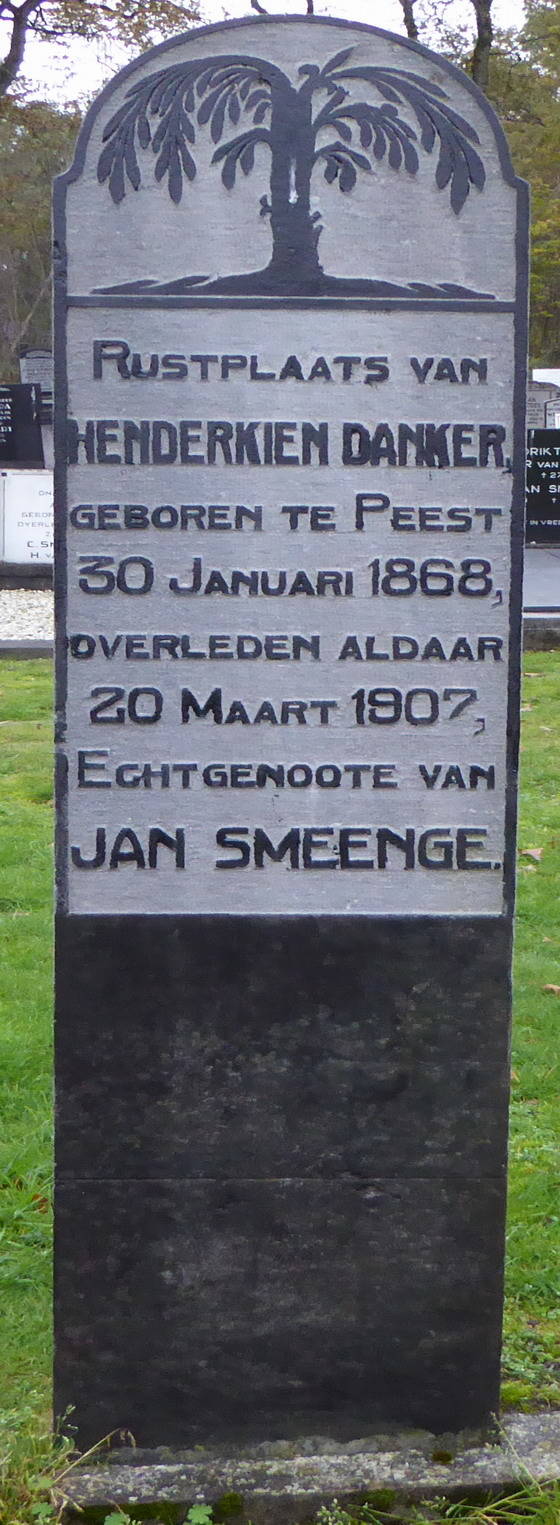 RUSTPLAATS VAN
HENDERKIEN DANKER,
GEBOREN TE PEEST
30 JANUARI 1868,
OVERLEDEN ALDAAR
20 MAART 1907,
ECHTGENOOTE VAN
JAN SMEENGE.